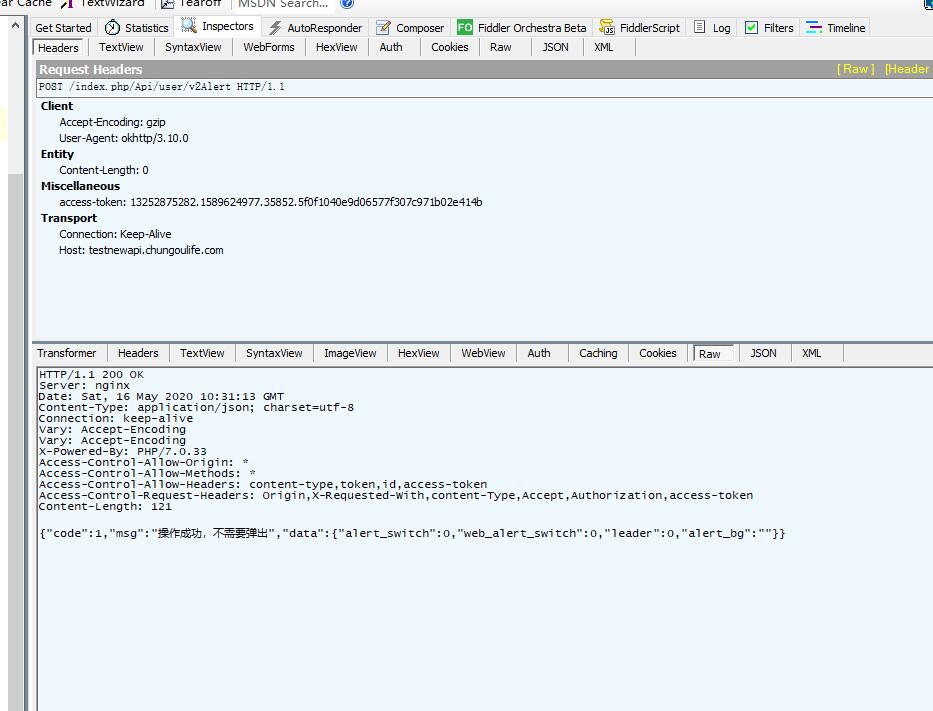 ar Cache TextWizard Tearoff MSDN Search... ?
Get Started Statistics Inspectors AutoResponder Composer FO Fiddler Orchestra Beta FiddlerScript Log Filters Timeline
Headers TextView SyntaxView WebForms HexView Auth Cookies Raw JSON XML
Request Headers [ Raw ] [Header
POST /index.php/Api/user/v2Alert HTTP/1.1
Client
Accept-Encoding: gzip
User-Agent: okhttp/3.10.0
Entity
Content-Length: 0
Miscellaneous
access-token: 13252875282.1589624977.35852.5f0f1040e9d06577f307c971b02e414b
Transport
Connection: Keep-Alive
Host: testnewapi.chungoulife.com
Transformer Headers TextView SyntaxView ImageView HexView WebView Auth Caching Cookies Raw JSON XML
HTTP/1.1 200 OK
Server: nginx
Date: Sat, 16 May 2020 10:31:13 GMT
Content-Type: application/json; charset=utf-8
Connection: keep-alive
Vary: Accept-Encoding
Vary: Accept-Encoding
X-Powered-By: PHP/7.0.33
Access-Control-Allow-Origin: *
Access-Control-Allow-Methods: *
Access-Control-Allow-Headers: content-type,token,id,access-token
Access-Control-Request-Headers: Origin,X-Requested-With,content-Type,Accept,Authorization,access-token
Content-Length: 121
{"code":1,"msg":"操作成功，不需要弹出","data":{"alert_switch":0,"web_alert_switch":0,"leader":0,"alert_bg":""}}